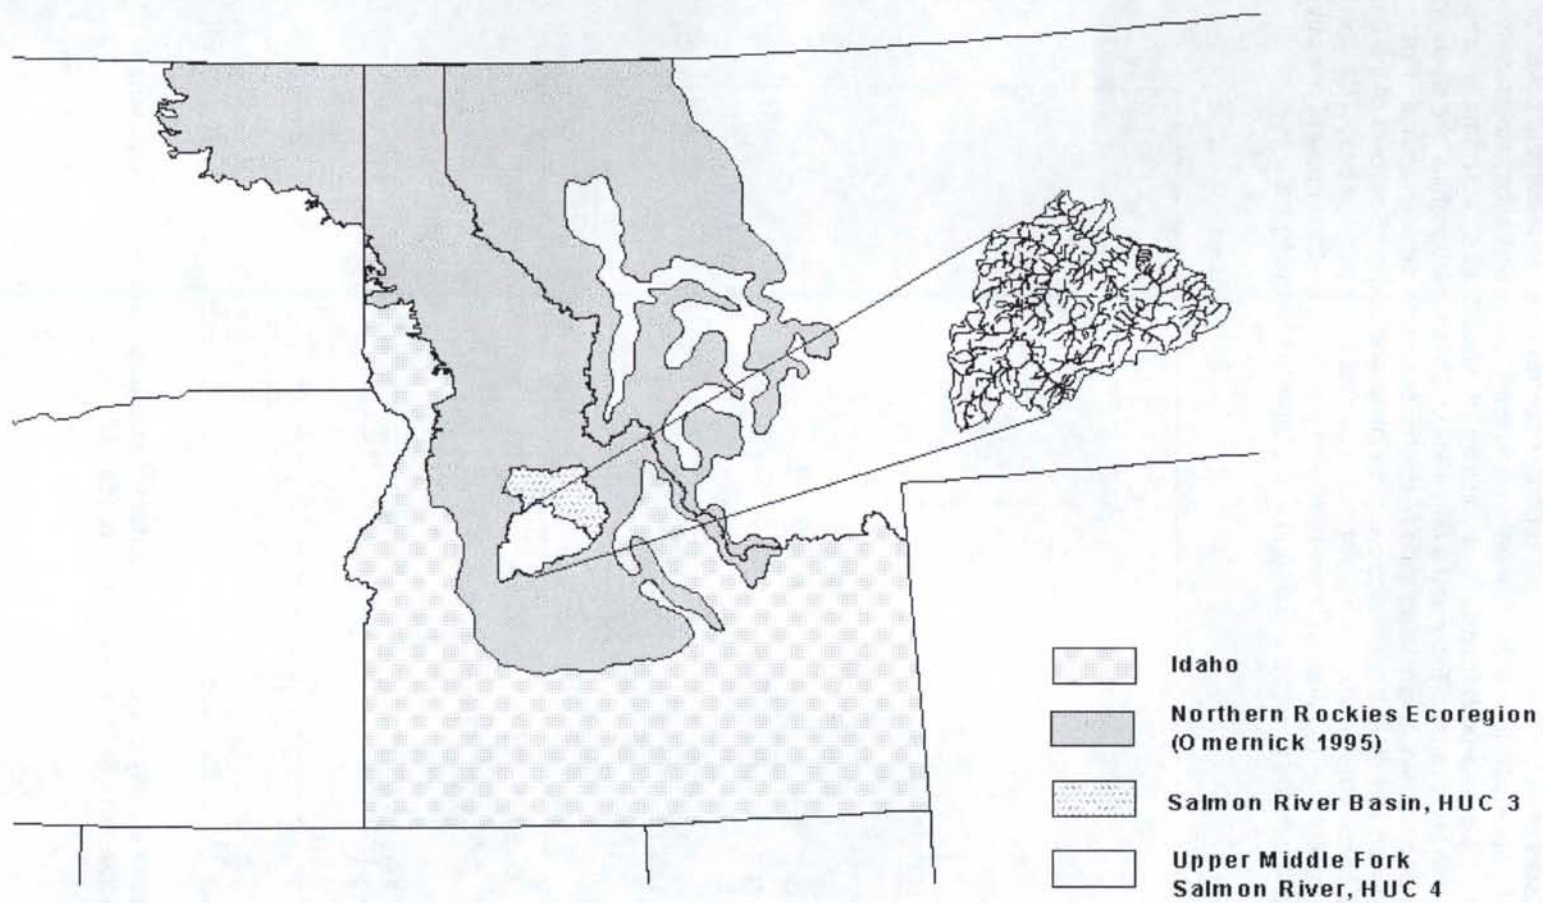 Idaho
Northern Rockies Ecoregion
(Omernick 1995)
Salmon River Basin, HUC 3
Upper Middle Fork
Salmon River, HUC 4